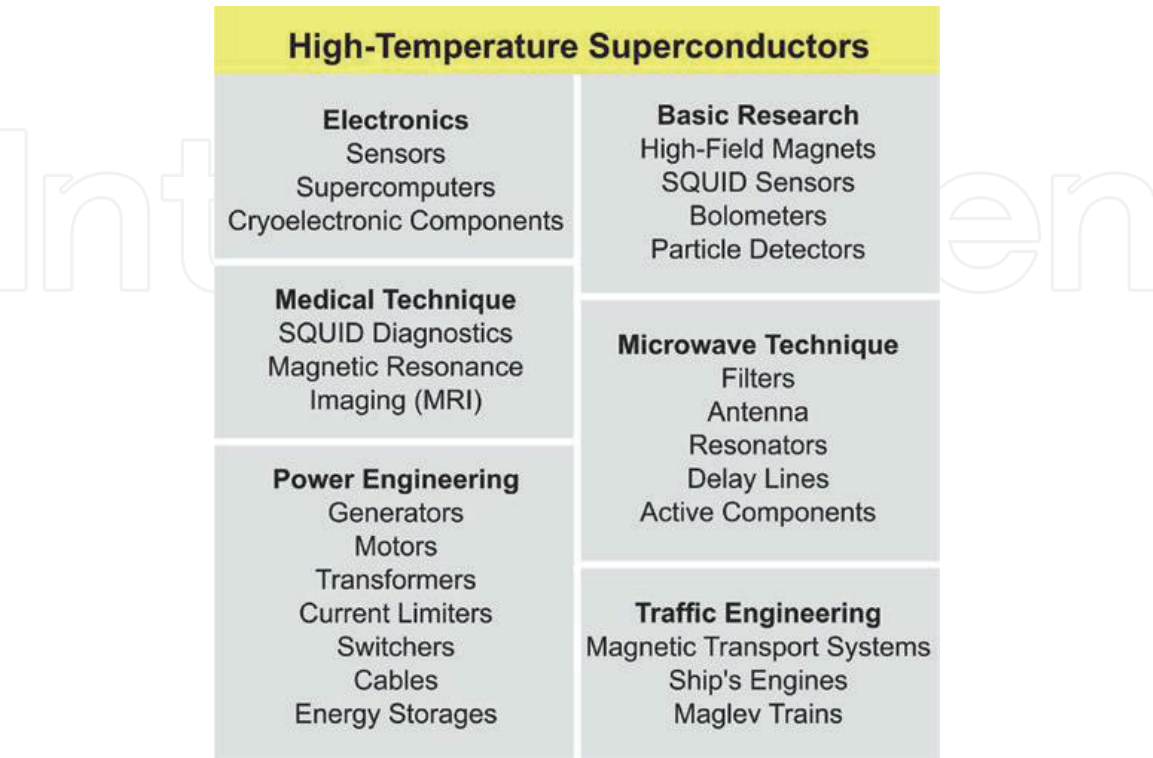 High-Temperature Superconductors
Electronics
Sensors
Supercomputers
Cryoelectronic Components
Medical Technique
SQUID Diagnostics
Magnetic Resonance
Imaging (MRI)
Power Engineering
Generators
Motors
Transformers
Current Limiters
Switchers
Cables
Energy Storages
Basic Research
High-Field Magnets
SQUID Sensors
Bolometers
Particle Detectors
Microwave Technique
Filters
Antenna
Resonators
Delay Lines
Active Components
Traffic Engineering
Magnetic Transport Systems
Ship's Engines
Maglev Trains